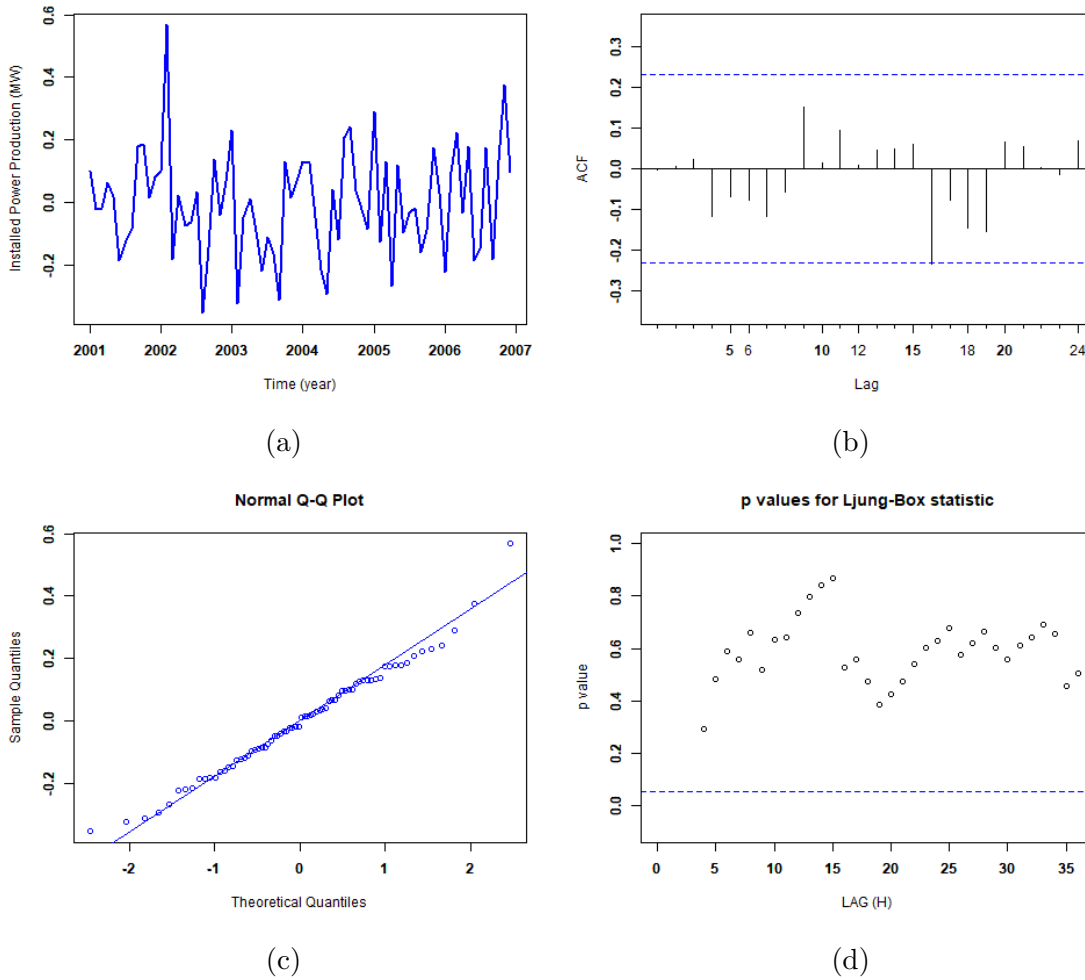 Installed Power Production (MW)
0.6
0.4
0.2
0.0
-0.2
2001 2002 2003 2004 2005 2006 2007
Time (year)
(a)
ACF
0.3
0.2
0.1
0.0
-0.1
-0.2
-0.3
5 6 10 12 15 18 20 24
Lag
(b)
Normal Q-Q Plot
Sample Quantiles
0.6
0.4
0.2
0.0
-0.2
-2 -1 0 1 2
Theoretical Quantiles
(c)
p values for Ljung-Box statistic
p value
1.0
0.8
0.6
0.4
0.2
0.0
0 5 10 15 20 25 30 35
LAG (H)
(d)